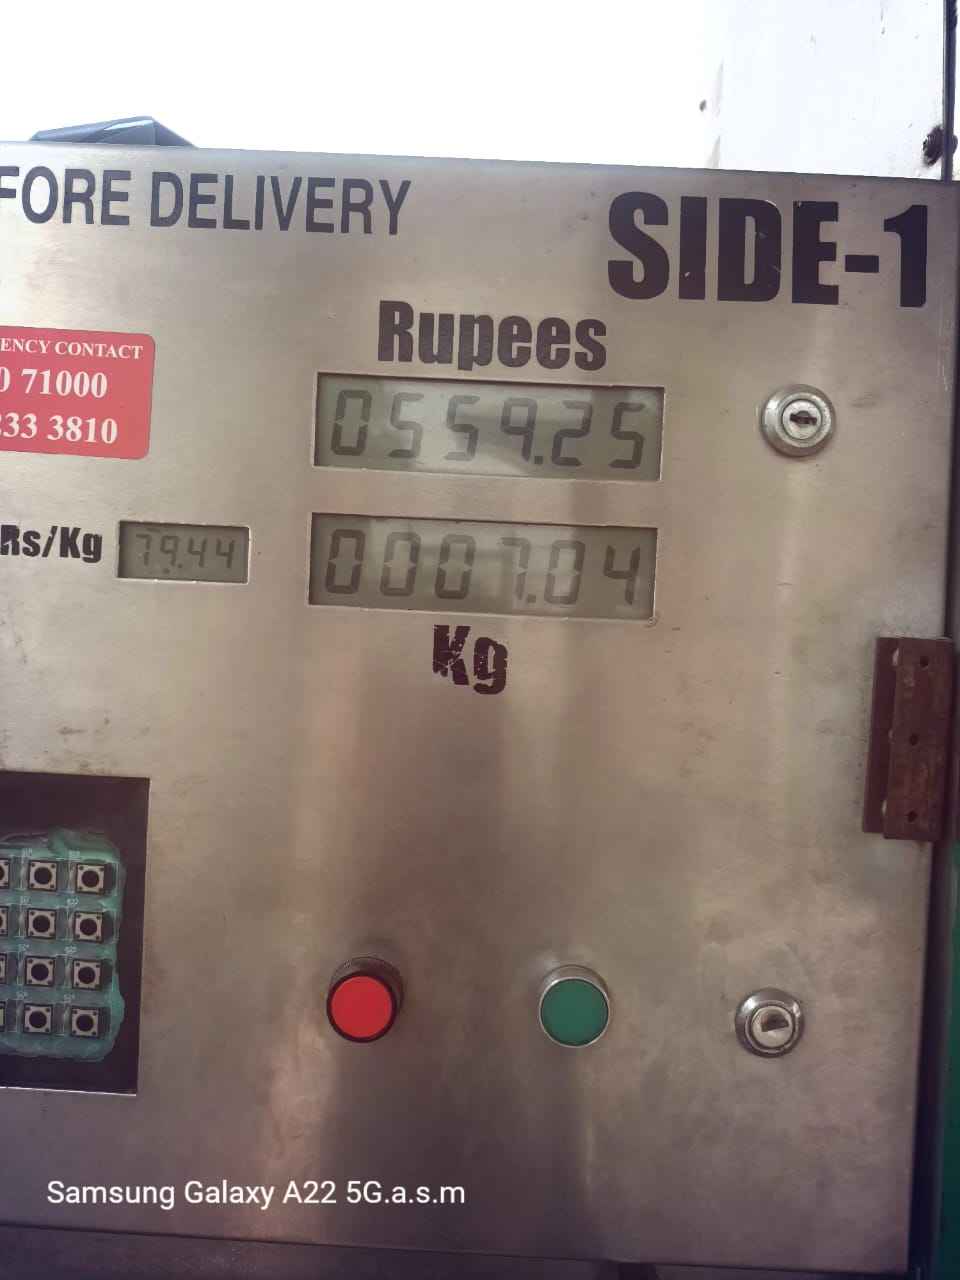 FORE DELIVERY
SIDE-1
Rupees
ENCY CONTACT
0 71000
0559.25
233 3810
Rs/Kg
79.44
0007.04
Kg
Samsung Galaxy A22 5G.a.s.m